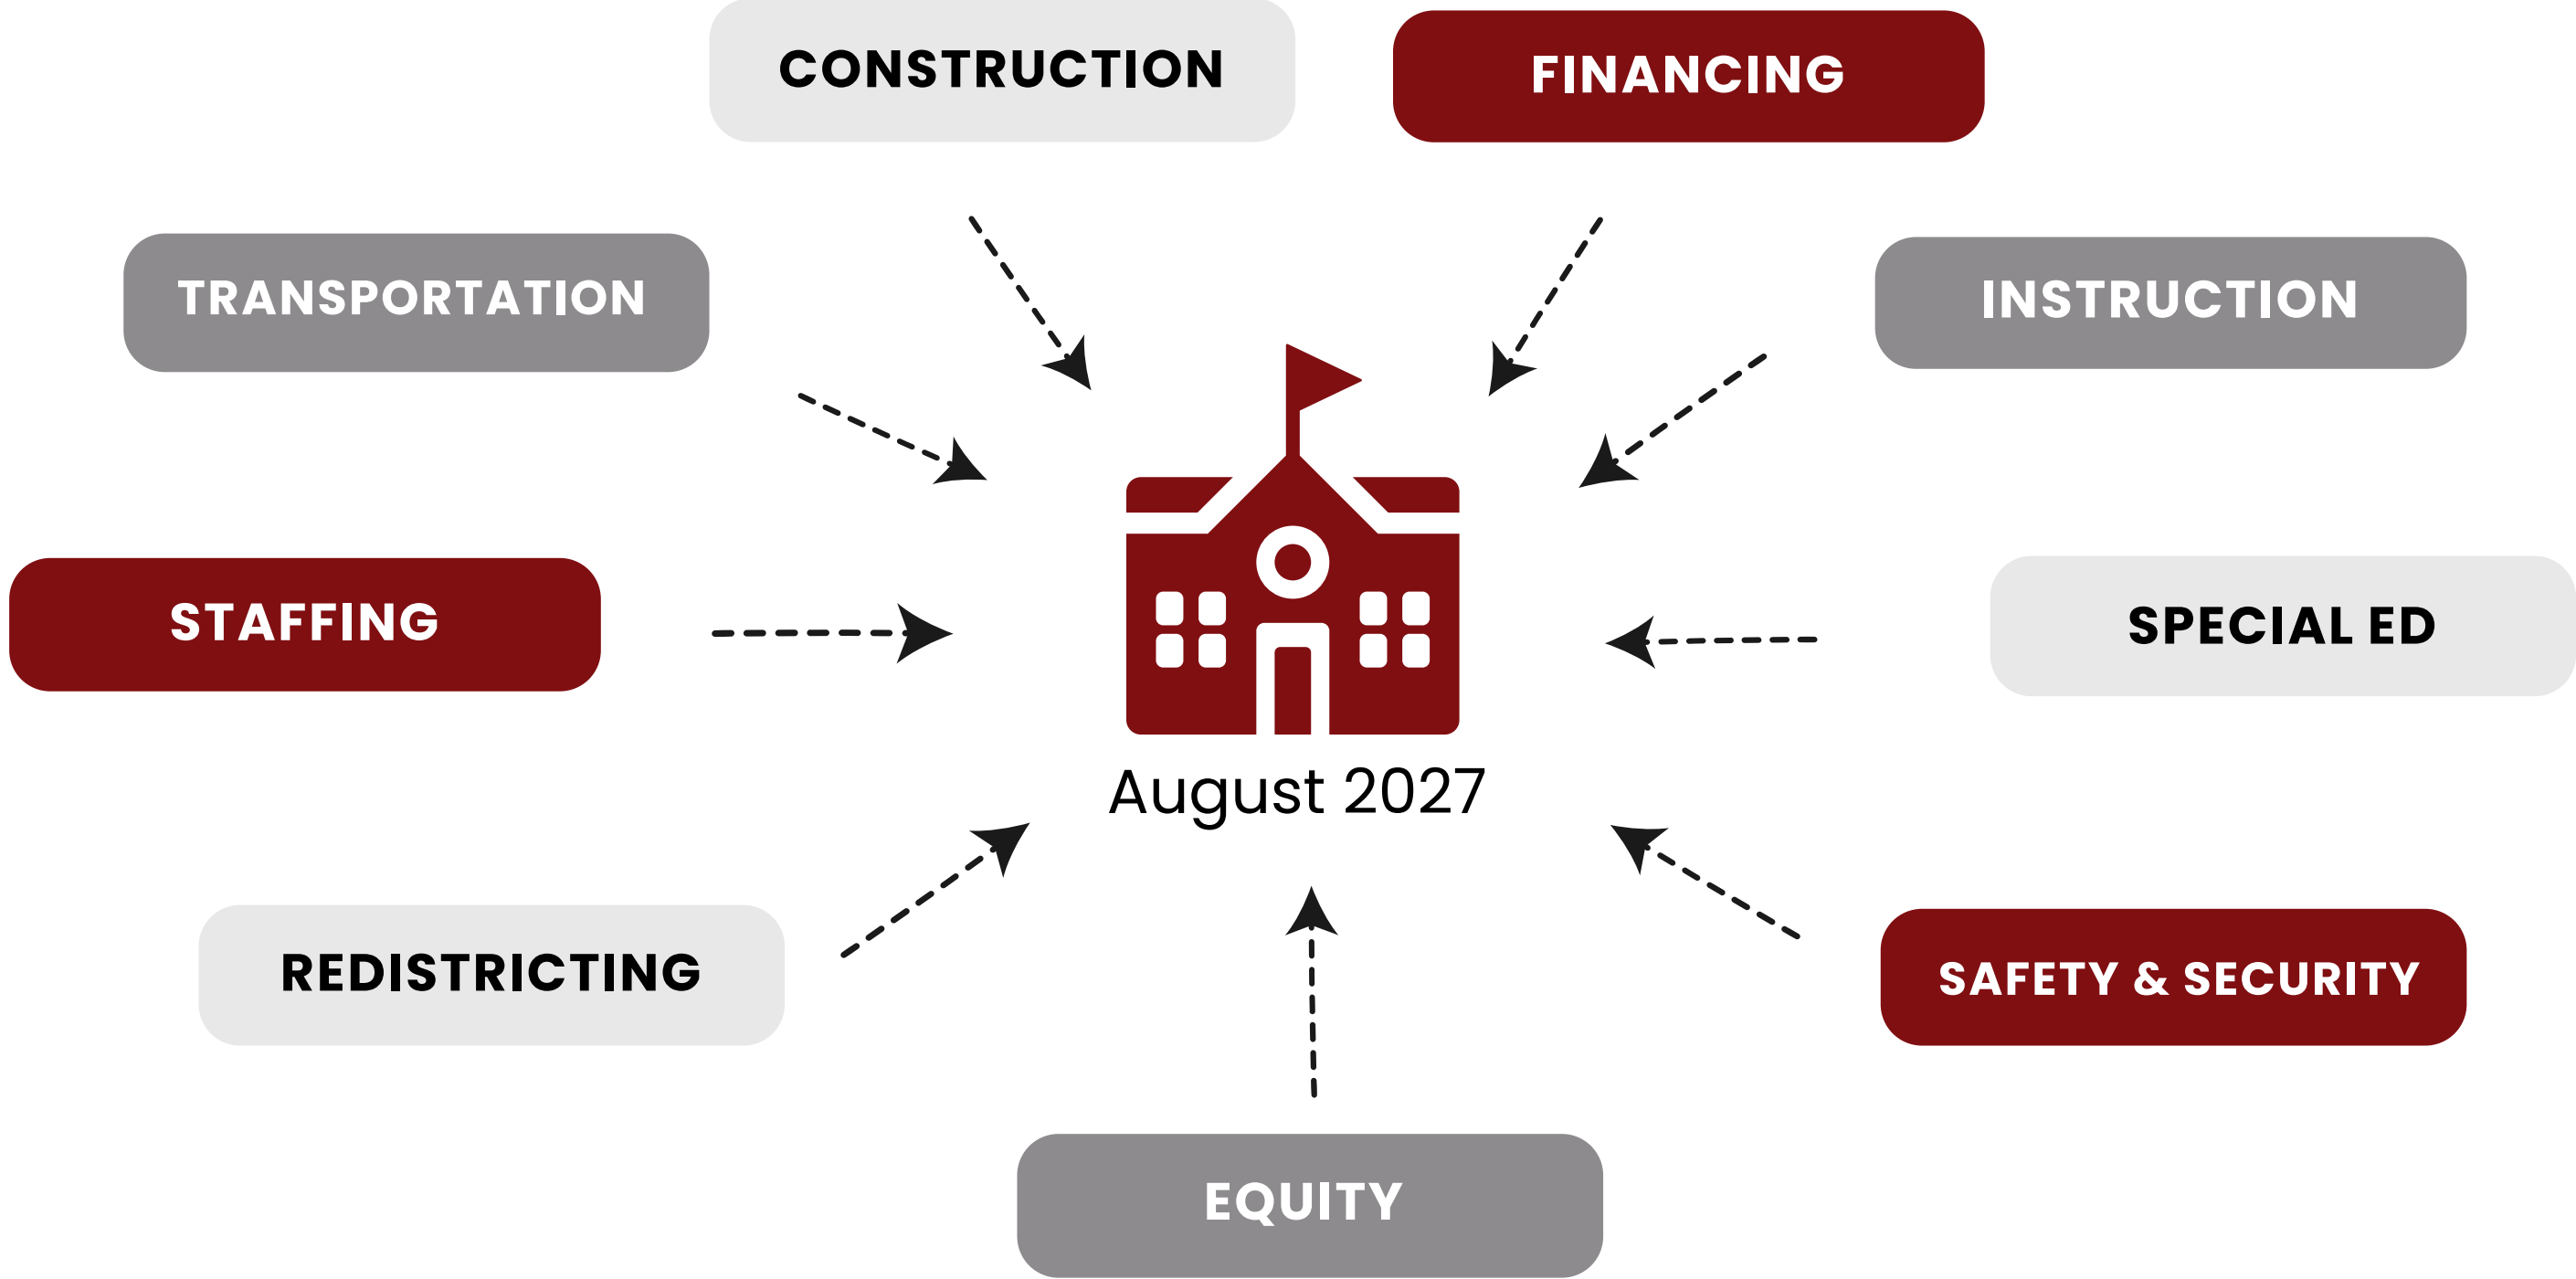 CONSTRUCTION
FINANCING
TRANSPORTATION
INSTRUCTION
STAFFING
SPECIAL ED
August 2027
REDISTRICTING
SAFETY & SECURITY
EQUITY